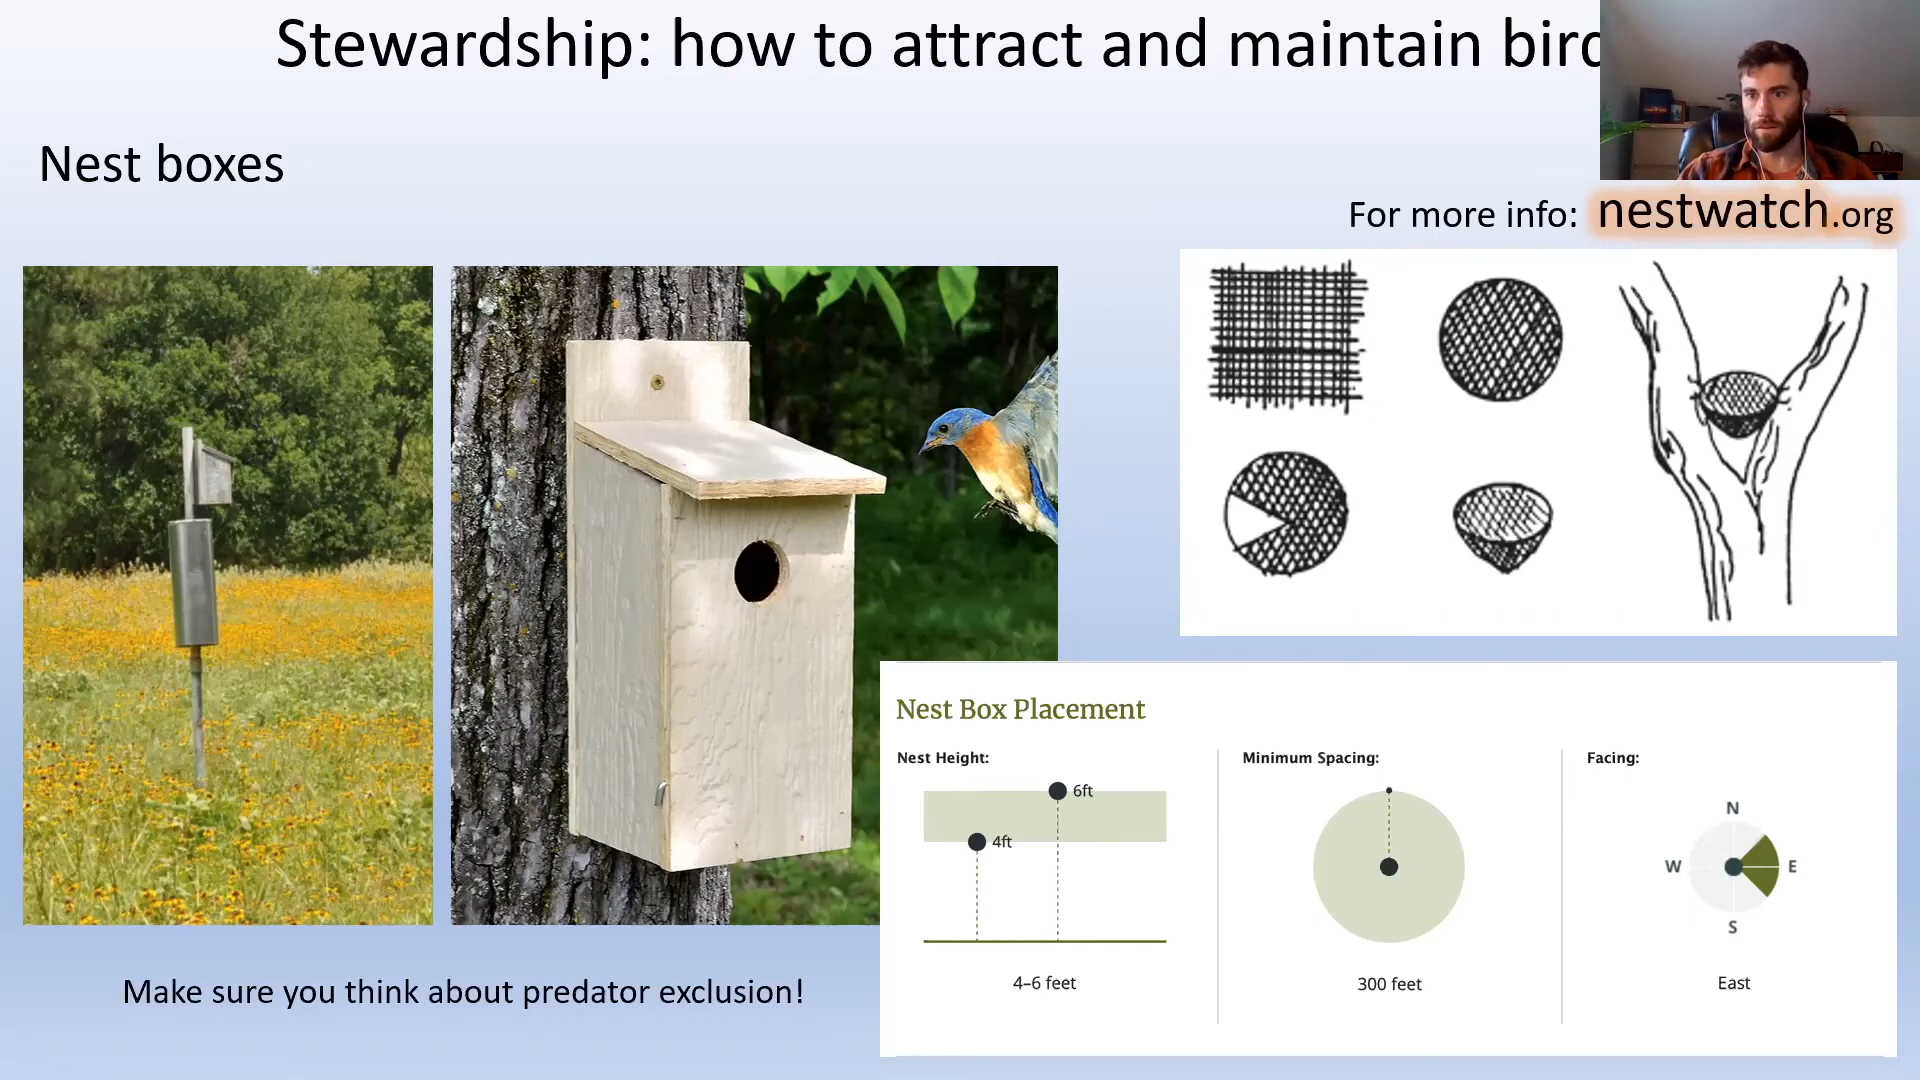 Stewardship: how to attract and maintain bird
Nest boxes
For more info: nestwatch.org
Nest Box Placement
Nest Height:
6ft
4ft
4–6 feet
Minimum Spacing:
300 feet
Facing:
N
W
E
S
East
Make sure you think about predator exclusion!